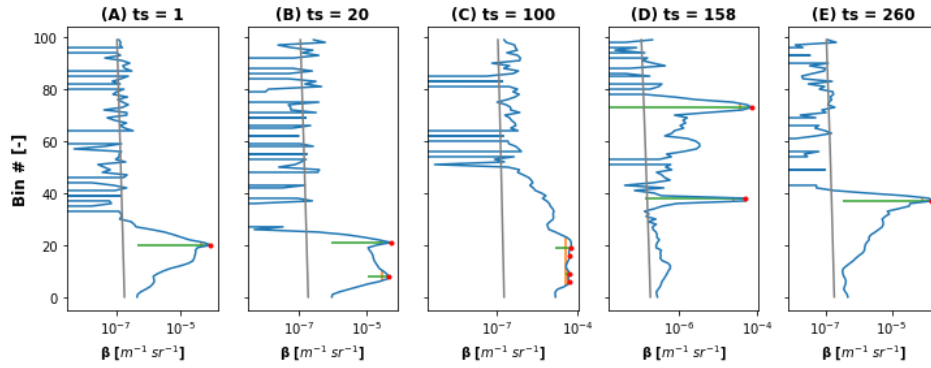 (A) ts = 1 (B) ts = 20 (C) ts = 100 (D) ts = 158 (E) ts = 260
Bin # [-]
100
80
60
40
20
0
10⁻⁷ 10⁻⁵ 10⁻⁷ 10⁻⁵ 10⁻⁷ 10⁻⁴ 10⁻⁶ 10⁻⁴ 10⁻⁷ 10⁻⁵
β [m⁻¹ sr⁻¹] β [m⁻¹ sr⁻¹] β [m⁻¹ sr⁻¹] β [m⁻¹ sr⁻¹] β [m⁻¹ sr⁻¹]